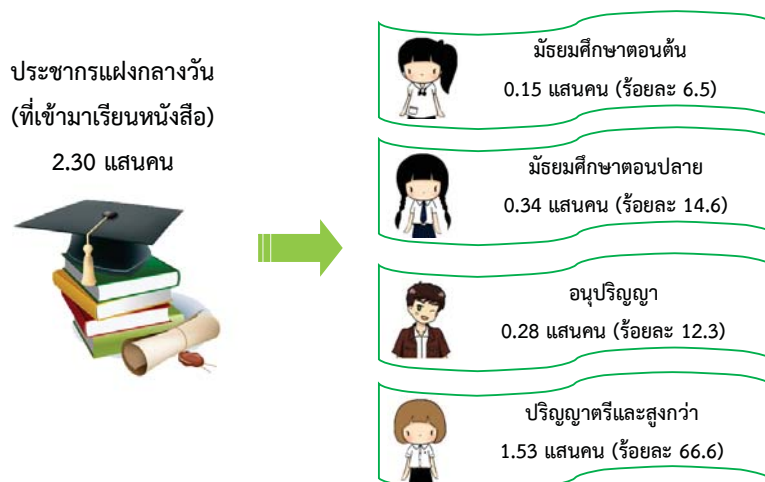 ประชากรแฝงกลางวัน
(ที่เข้ามาเรียนหนังสือ)
2.30 แสนคน
มัธยมศึกษาตอนต้น
0.15 แสนคน (ร้อยละ 6.5)
มัธยมศึกษาตอนปลาย
0.34 แสนคน (ร้อยละ 14.6)
อนุปริญญา
0.28 แสนคน (ร้อยละ 12.3)
ปริญญาตรีและสูงกว่า
1.53 แสนคน (ร้อยละ 66.6)